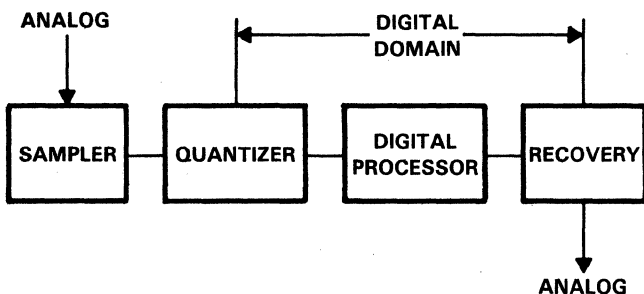 ANALOG
DIGITAL
DOMAIN
SAMPLER
QUANTIZER
DIGITAL
PROCESSOR
RECOVERY
ANALOG